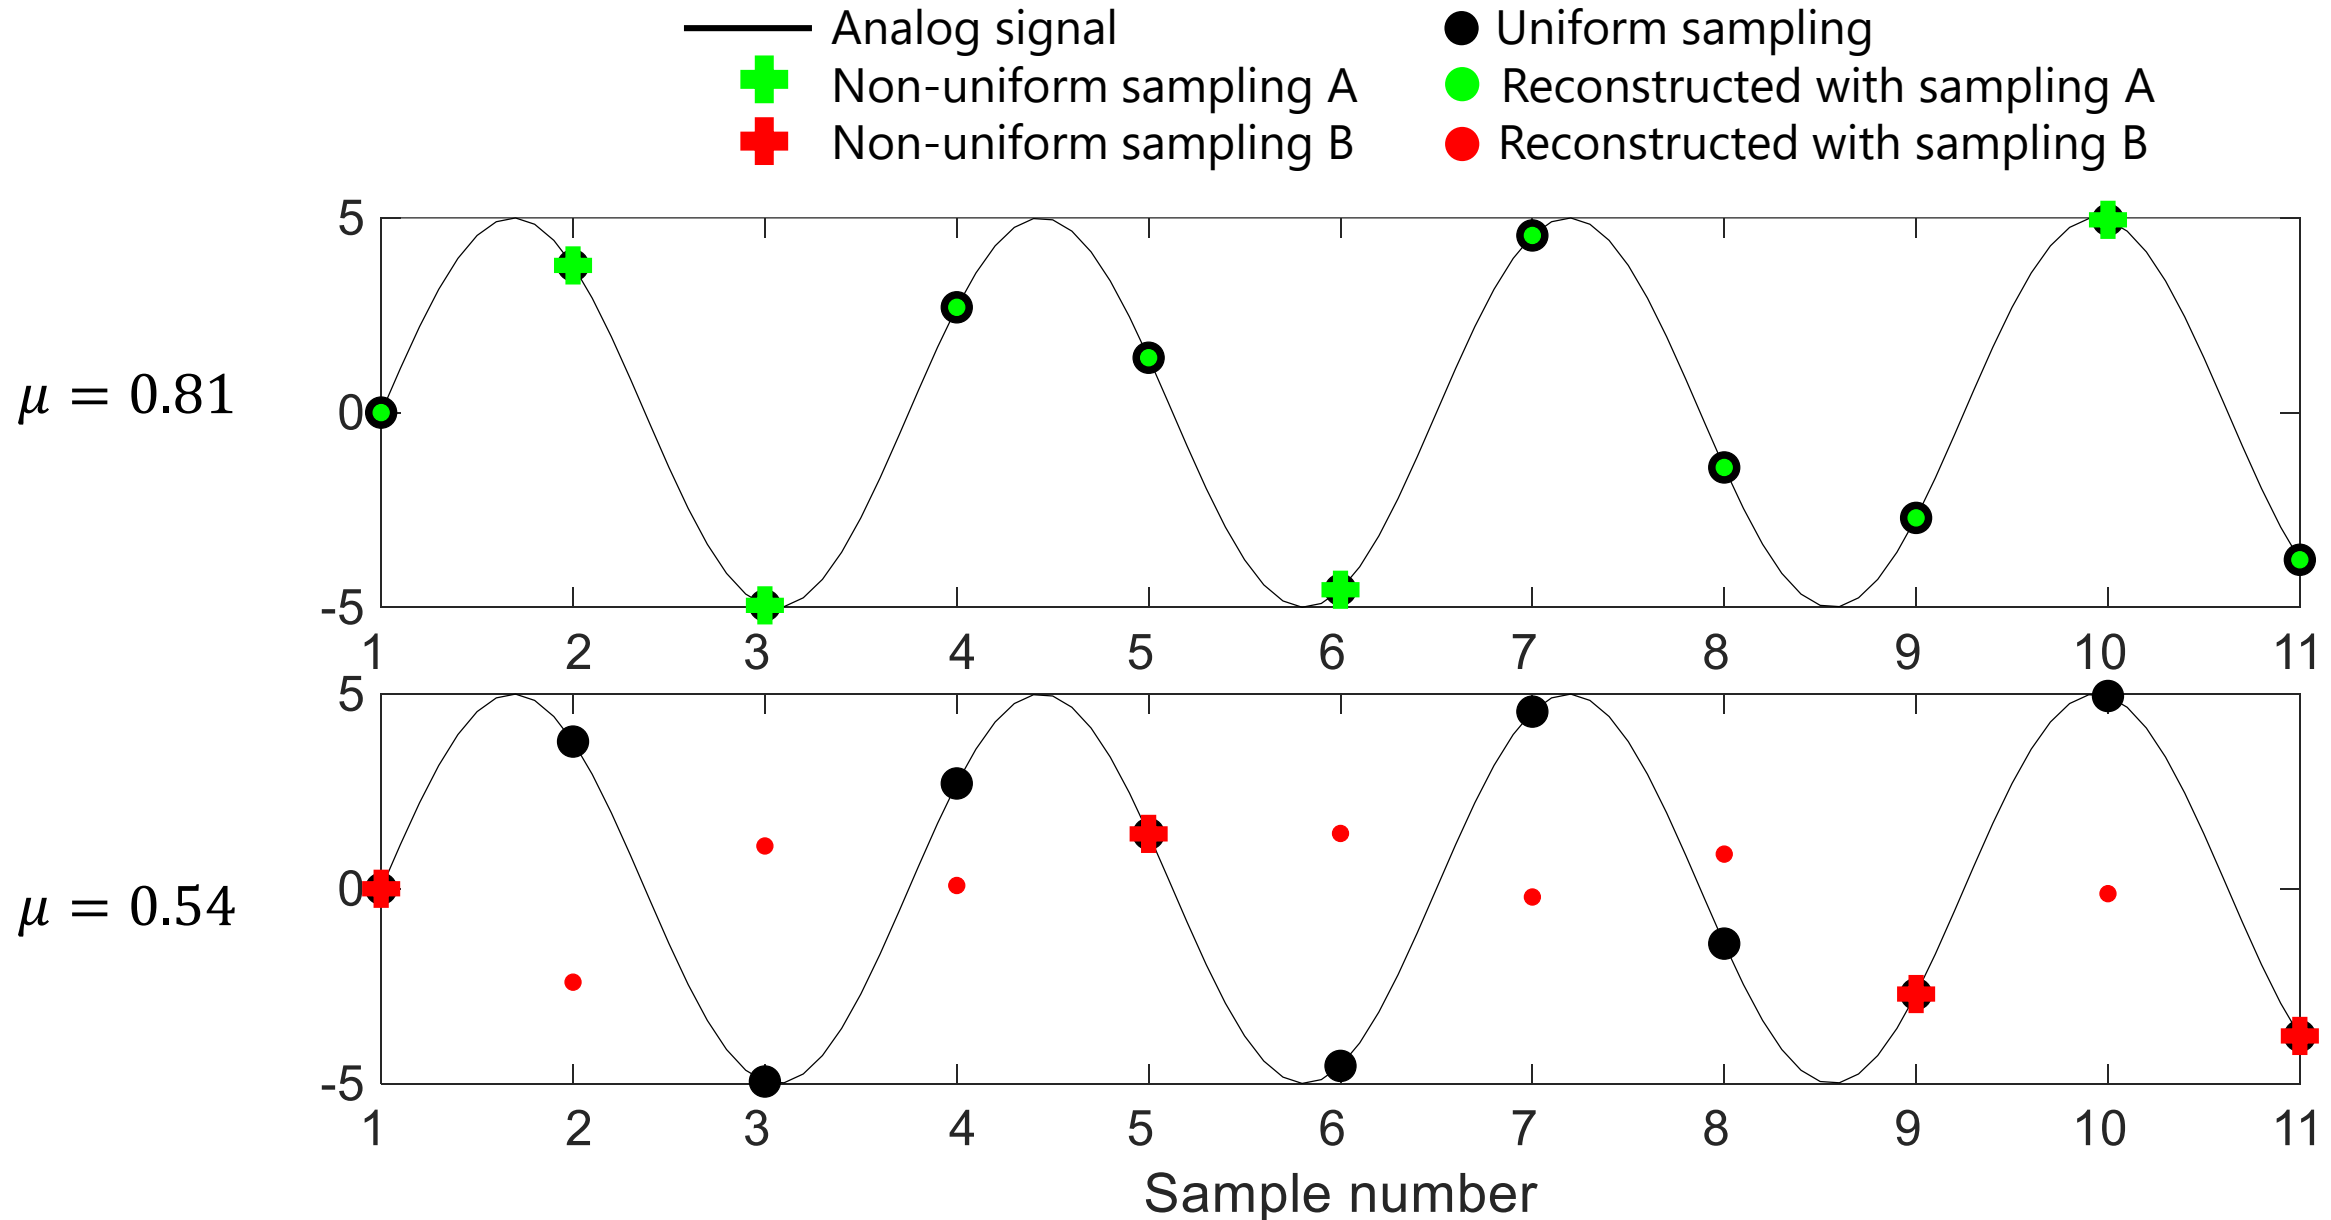 Analog signal Uniform sampling
Non-uniform sampling A Reconstructed with sampling A
Non-uniform sampling B Reconstructed with sampling B
5
0
-5
μ = 0.81
1 2 3 4 5 6 7 8 9 10 11
5
0
-5
μ = 0.54
1 2 3 4 5 6 7 8 9 10 11
Sample number